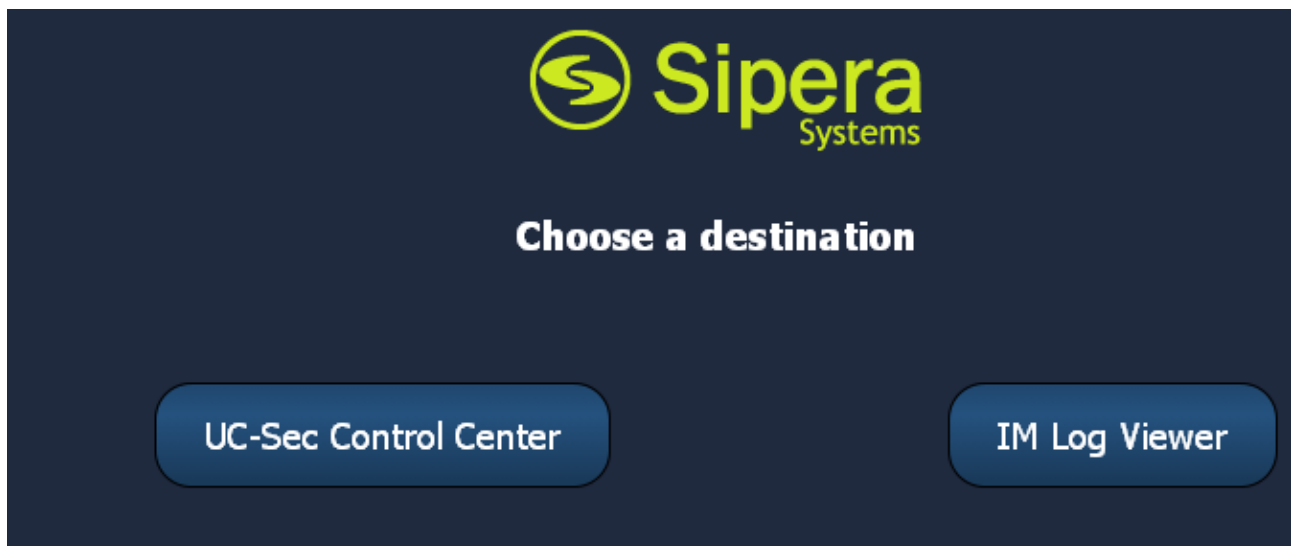 Sipera
Systems
Choose a destination
UC-Sec Control Center
IM Log Viewer